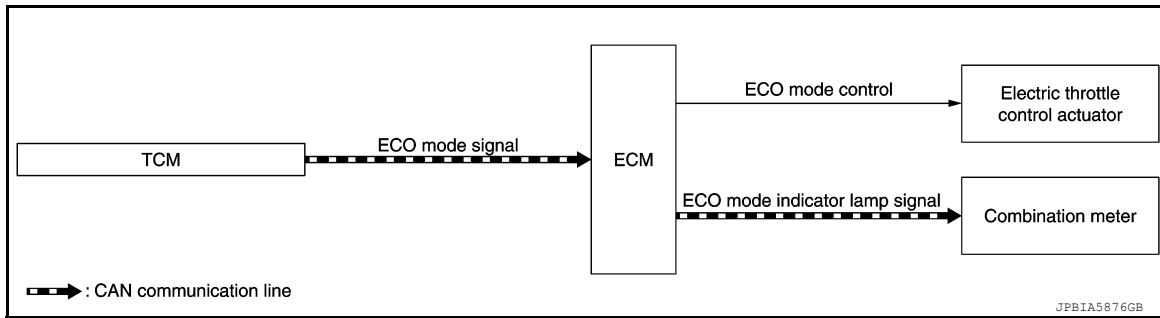 TCM
ECO mode signal
ECM
ECO mode control
Electric throttle
control actuator
ECO mode indicator lamp signal
Combination meter
: CAN communication line
JPBIA5876GB